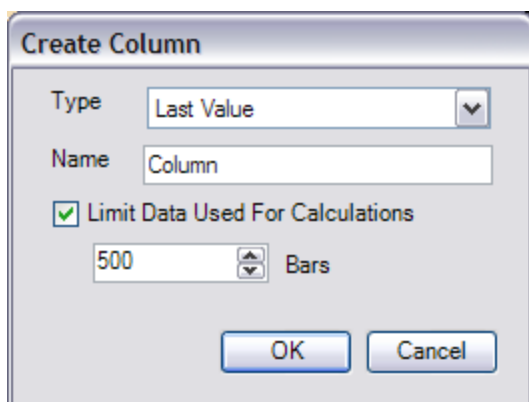 Create Column
Type Last Value
Name Column
Limit Data Used For Calculations
500 Bars
OK Cancel